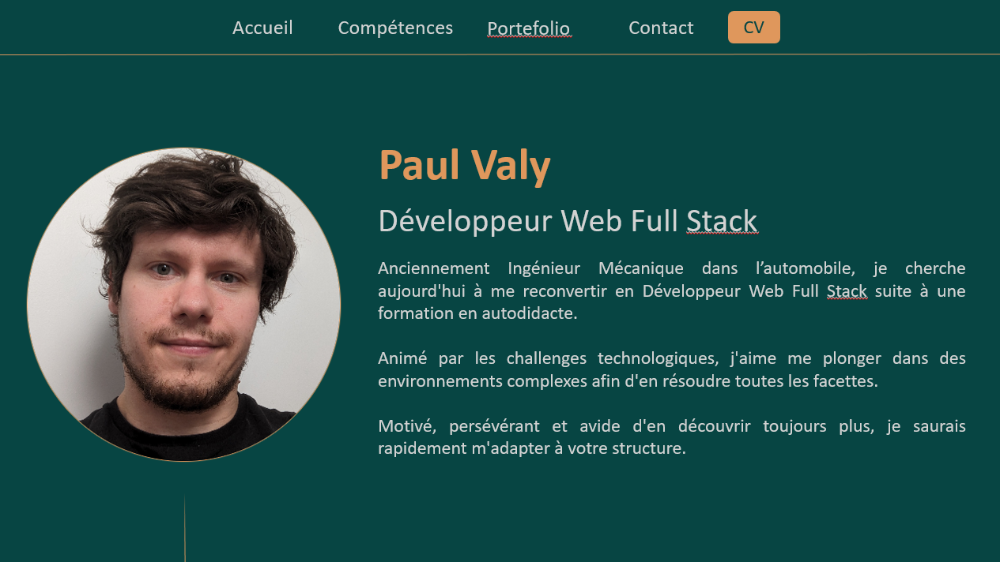 Accueil Compétences Portefolio Contact CV
Paul Valy
Développeur Web Full Stack
Anciennement Ingénieur Mécanique dans l’automobile, je cherche
aujourd'hui à me reconvertir en Développeur Web Full Stack suite à une
formation en autodidacte.
Animé par les challenges technologiques, j'aime me plonger dans des
environnements complexes afin d'en résoudre toutes les facettes.
Motivé, persévérant et avide d'en découvrir toujours plus, je saurais
rapidement m'adapter à votre structure.